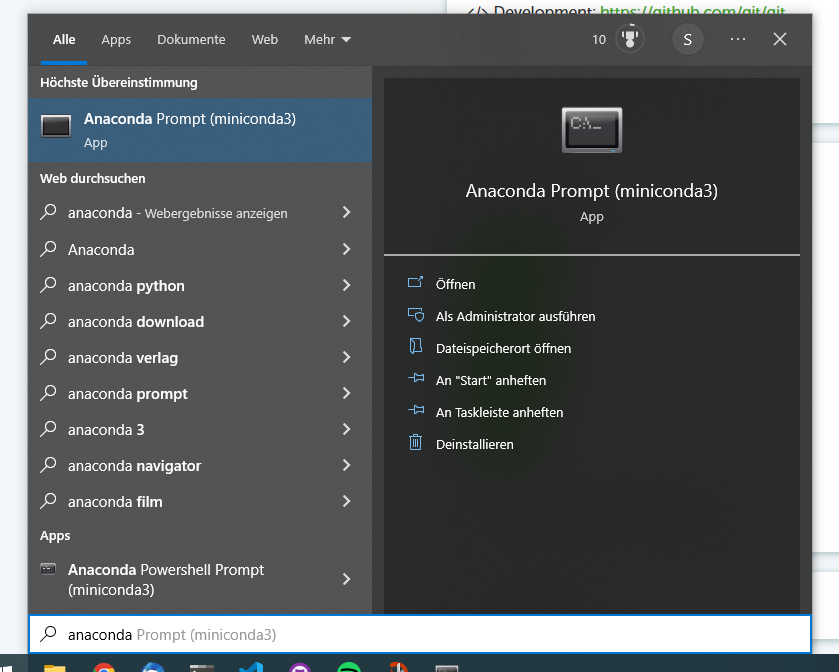 </> Development: https://github.com/git/git
Alle Apps Dokumente Web Mehr 10 S
Höchste Übereinstimmung
Anaconda Prompt (miniconda3)
App
Web durchsuchen
anaconda - Webergebnisse anzeigen
Anaconda
anaconda python
anaconda download
anaconda verlag
anaconda prompt
anaconda 3
anaconda navigator
anaconda film
Apps
Anaconda Powershell Prompt
(miniconda3)
anaconda Prompt (miniconda3)
C:\_
Anaconda Prompt (miniconda3)
App
Öffnen
Als Administrator ausführen
Dateispeicherort öffnen
An "Start" anheften
An Taskleiste anheften
Deinstallieren